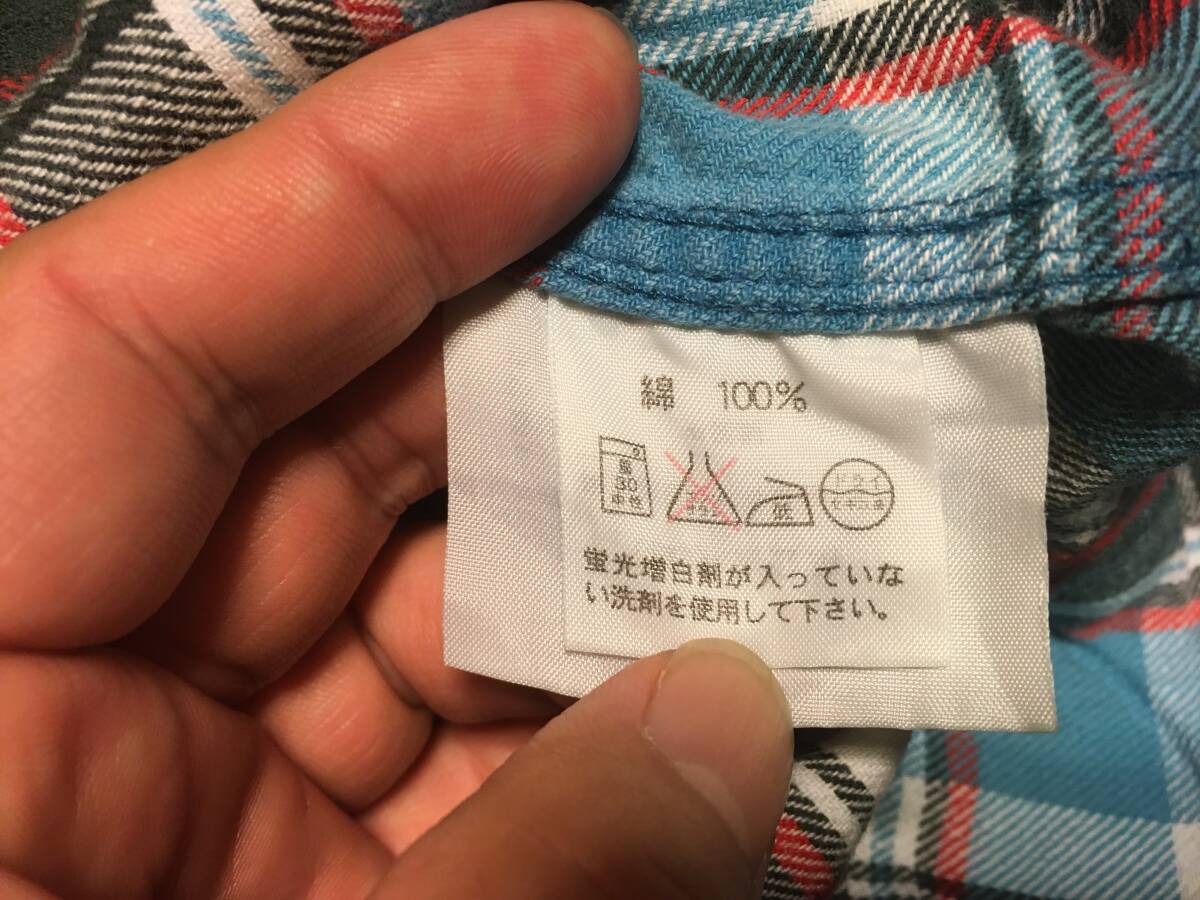 綿 100%
蛍光増白剤が入っていな
い洗剤を使用して下さい。